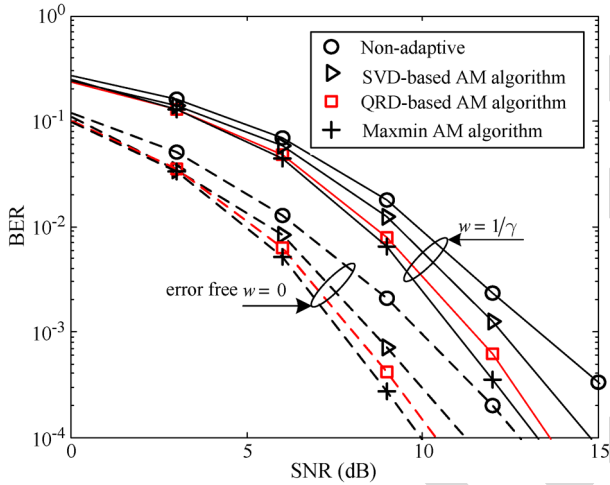 10^0
10^-1
10^-2
10^-3
10^-4
BER
Non-adaptive
SVD-based AM algorithm
QRD-based AM algorithm
Maxmin AM algorithm
w = 1/γ
error free w = 0
0
5
10
15
SNR (dB)